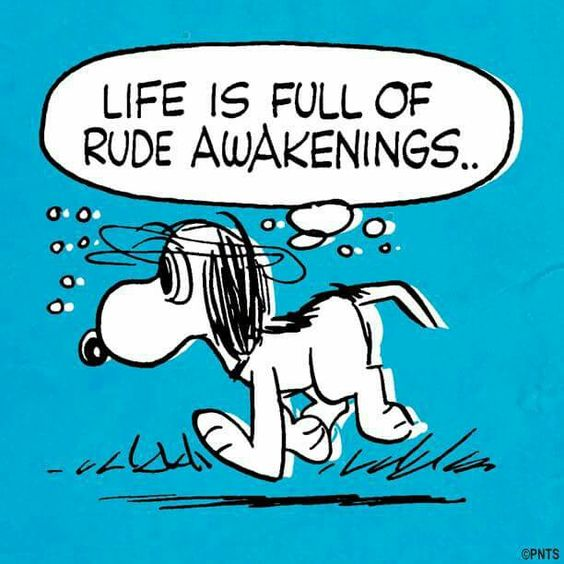 LIFE IS FULL OF
RUDE AWAKENINGS..
©PNTS